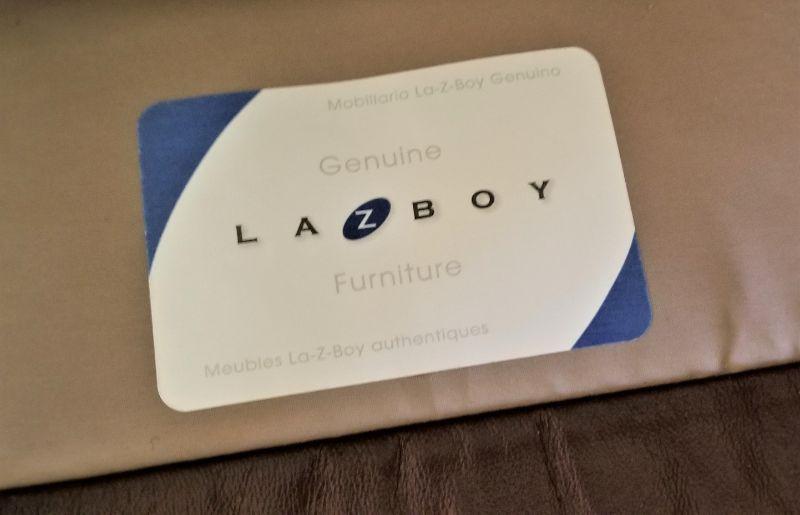 Mobiliario La-Z-Boy Genuino
Genuine
LAZBOY
Furniture
Meubles La-Z-Boy authentiques